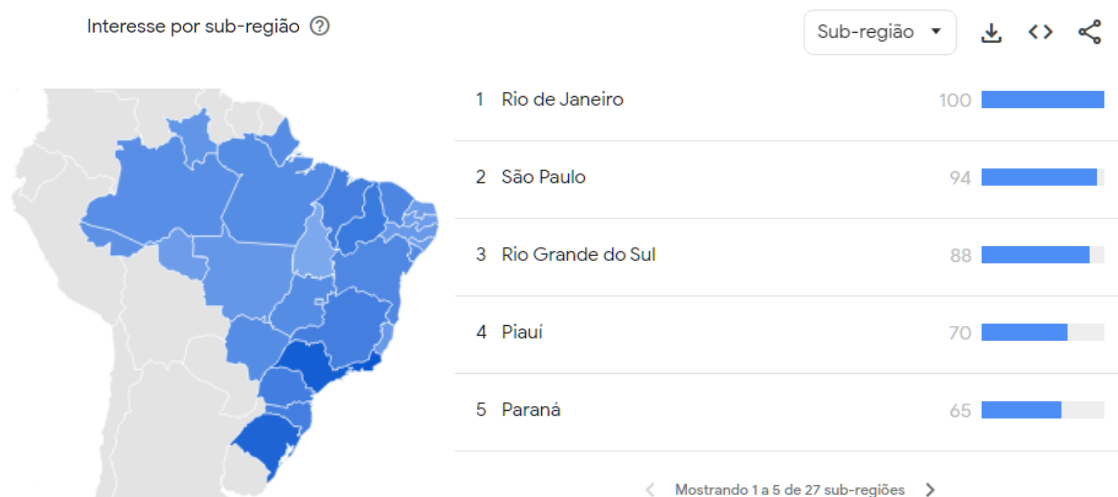 Interesse por sub-região
Sub-região
1 Rio de Janeiro 100
2 São Paulo 94
3 Rio Grande do Sul 88
4 Piauí 70
5 Paraná 65
Mostrando 1 a 5 de 27 sub-regiões